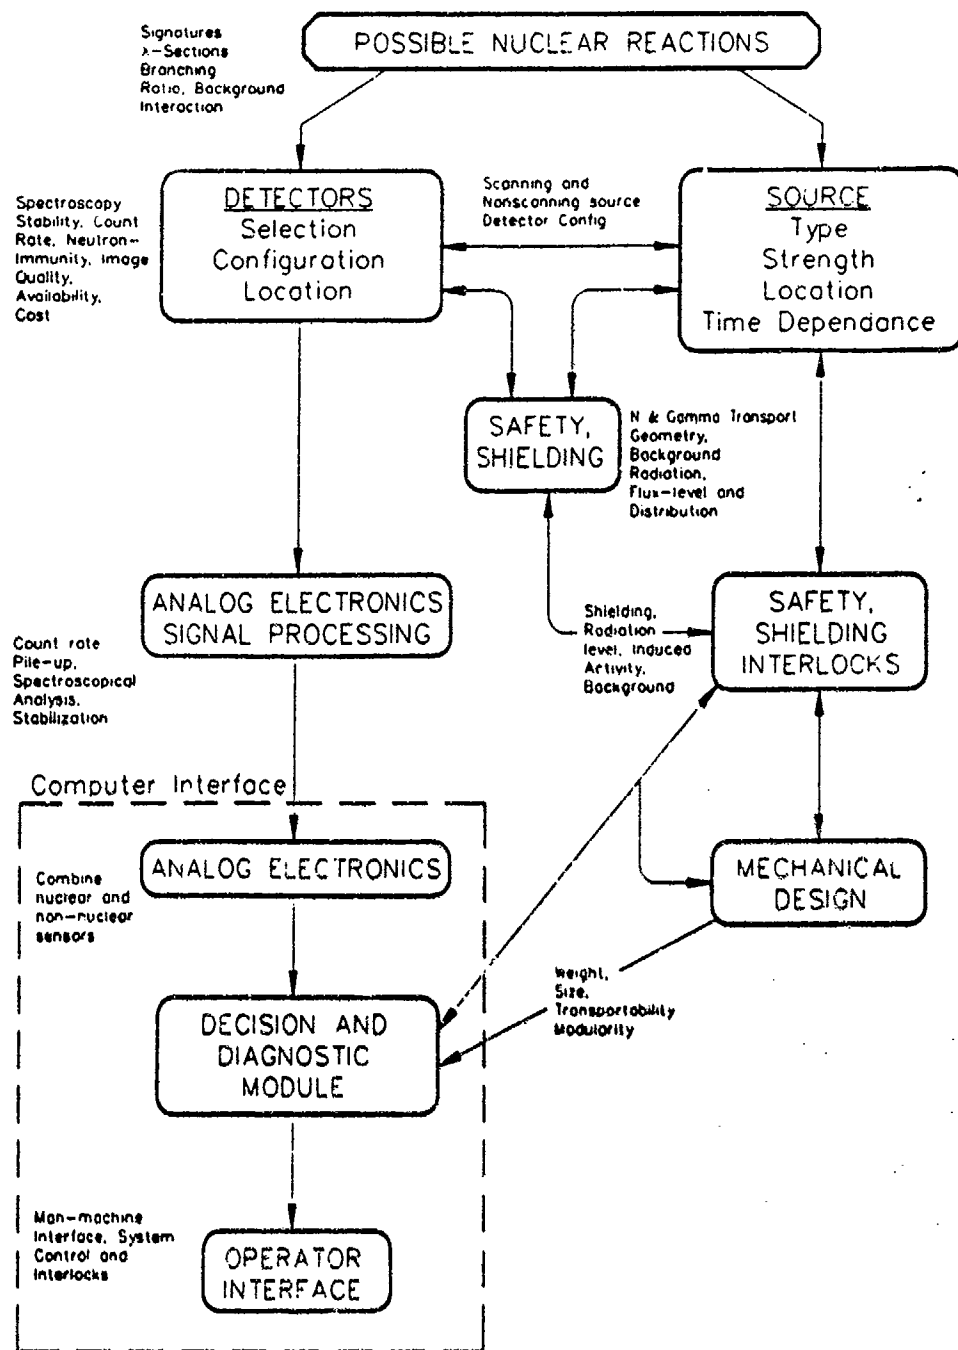 Signatures
λ-Sections
Branching
Ratio, Background
Interaction
POSSIBLE NUCLEAR REACTIONS
Spectroscopy
Stability, Count
Rate, Neutron-
Immunity, Image
Quality,
Availability,
Cost
DETECTORS
Selection
Configuration
Location
Scanning and
Nonscanning source
Detector Config
SOURCE
Type
Strength
Location
Time Dependance
SAFETY,
SHIELDING
N & Gamma Transport
Geometry,
Background
Radiation,
Flux-level and
Distribution
ANALOG ELECTRONICS
SIGNAL PROCESSING
Count rate
Pile-up,
Spectroscopical
Analysis,
Stabilization
Shielding,
Radiation
level, Induced
Activity,
Background
SAFETY,
SHIELDING
INTERLOCKS
Computer Interface
ANALOG ELECTRONICS
Combine
nuclear and
non-nuclear
sensors
MECHANICAL
DESIGN
Weight,
Size,
Transportability
Modularity
DECISION AND
DIAGNOSTIC
MODULE
Man-machine
Interface, System
Control and
Interlocks
OPERATOR
INTERFACE